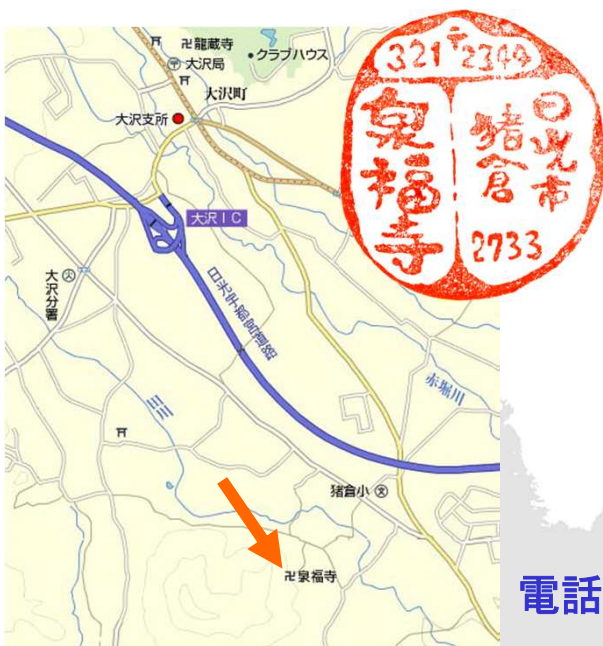 卍龍蔵寺
・クラブハウス
大沢局
大沢町
大沢支所
大沢IC
大沢分署
日光宇都宮道路
赤堀川
田川
猪倉小
文
卍泉福寺
〒
321-2344
日光市
猪倉
2733
泉福寺
電話